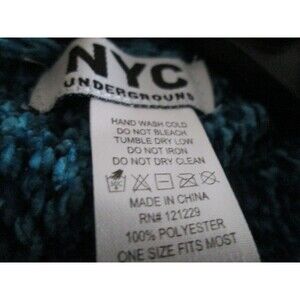 NYC
UNDERGROUND
HAND WASH COLD
DO NOT BLEACH
TUMBLE DRY LOW
DO NOT IRON
DO NOT DRY CLEAN
MADE IN CHINA
RN# 121229
100% POLYESTER
ONE SIZE FITS MOST